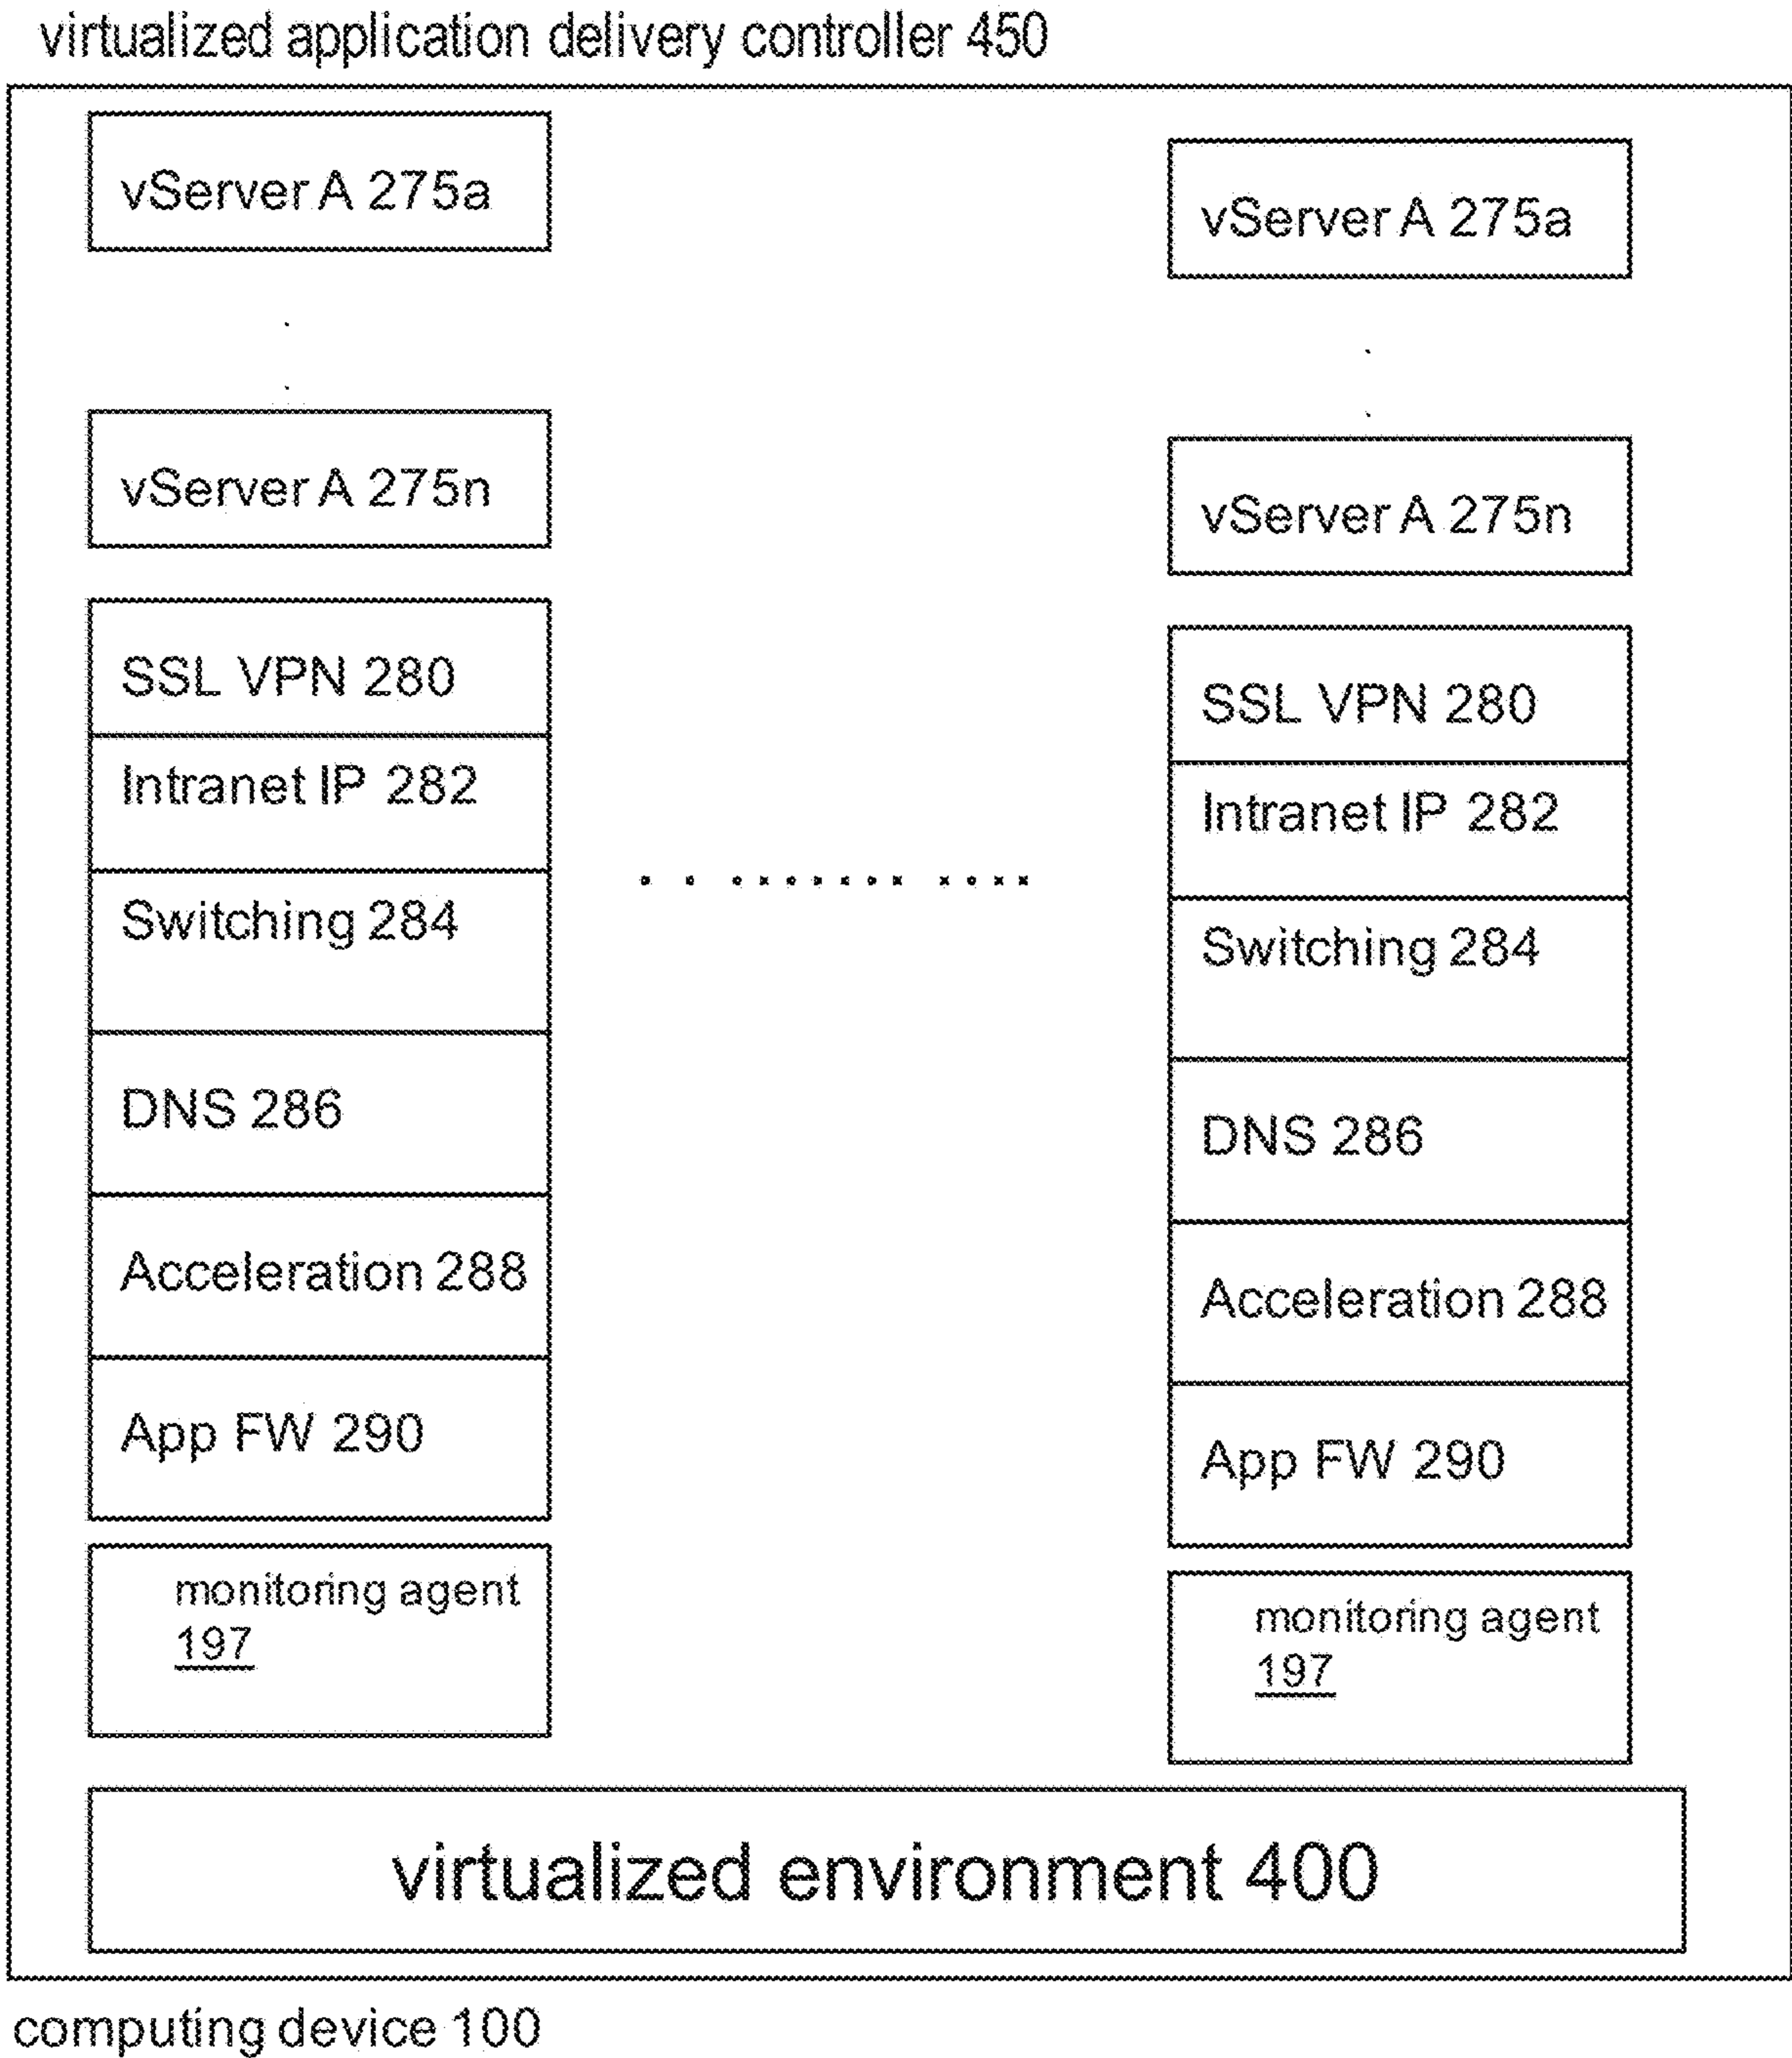 virtualized application delivery controller 450
vServer A 275a
vServer A 275n
SSL VPN 280
Intranet IP 282
Switching 284
DNS 286
Acceleration 288
App FW 290
monitoring agent
197
vServer A 275a
vServer A 275n
SSL VPN 280
Intranet IP 282
Switching 284
DNS 286
Acceleration 288
App FW 290
monitoring agent
197
virtualized environment 400
computing device 100